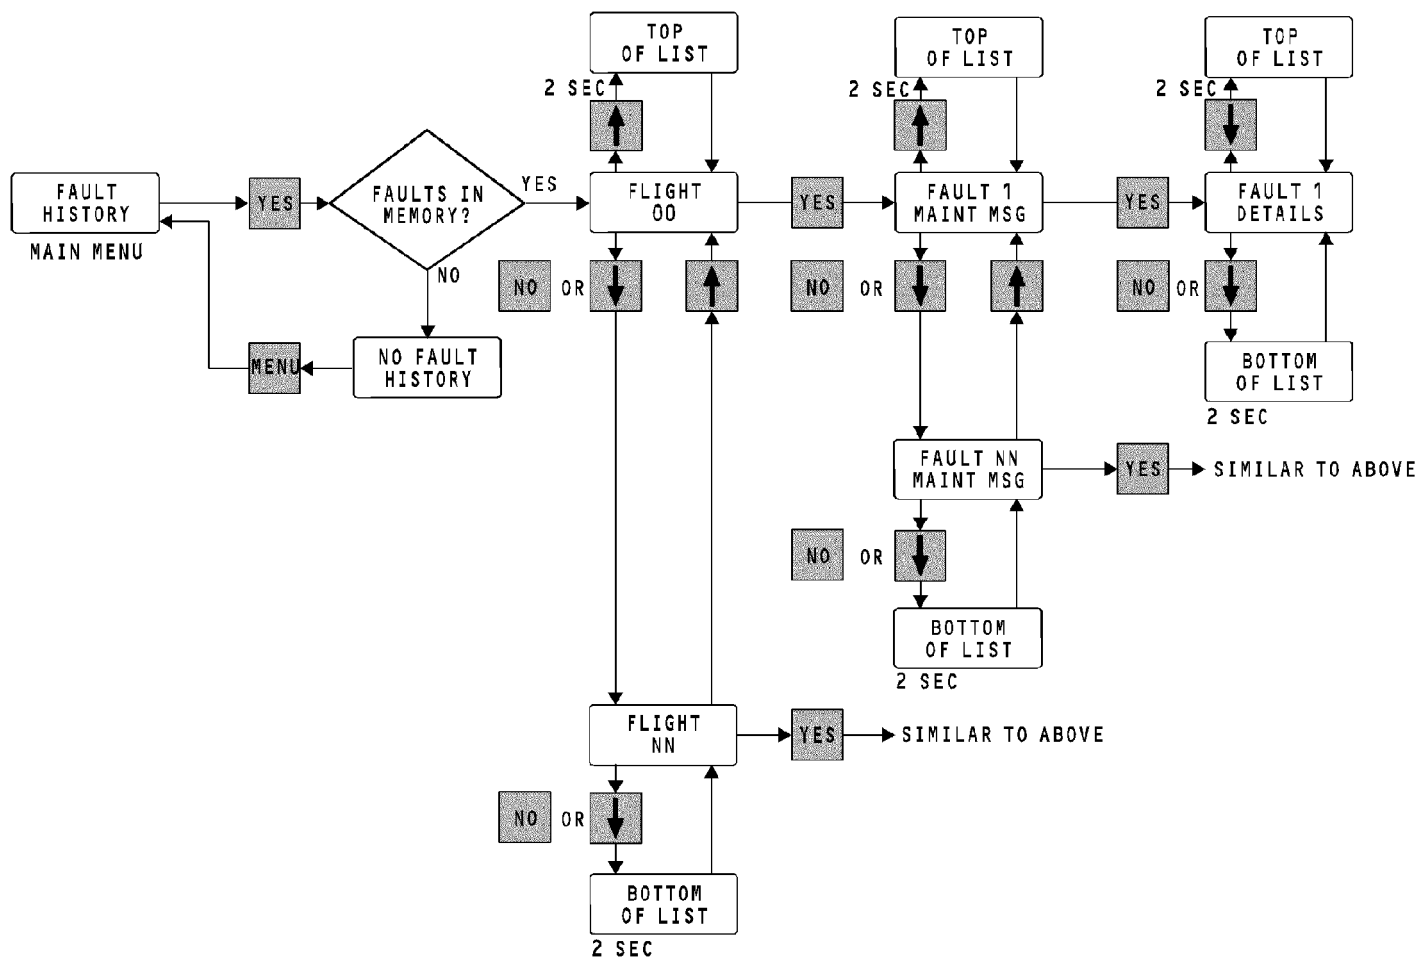 TOP
OF LIST
TOP
OF LIST
TOP
OF LIST
2 SEC
2 SEC
2 SEC
FAULT
HISTORY
MAIN MENU
YES
FAULTS IN
MEMORY?
YES
NO
FLIGHT
00
YES
FAULT 1
MAINT MSG
YES
FAULT 1
DETAILS
NO OR
NO OR
NO OR
MENU
NO FAULT
HISTORY
BOTTOM
OF LIST
2 SEC
FAULT NN
MAINT MSG
YES
SIMILAR TO ABOVE
NO OR
BOTTOM
OF LIST
2 SEC
FLIGHT
NN
YES
SIMILAR TO ABOVE
NO OR
BOTTOM
OF LIST
2 SEC